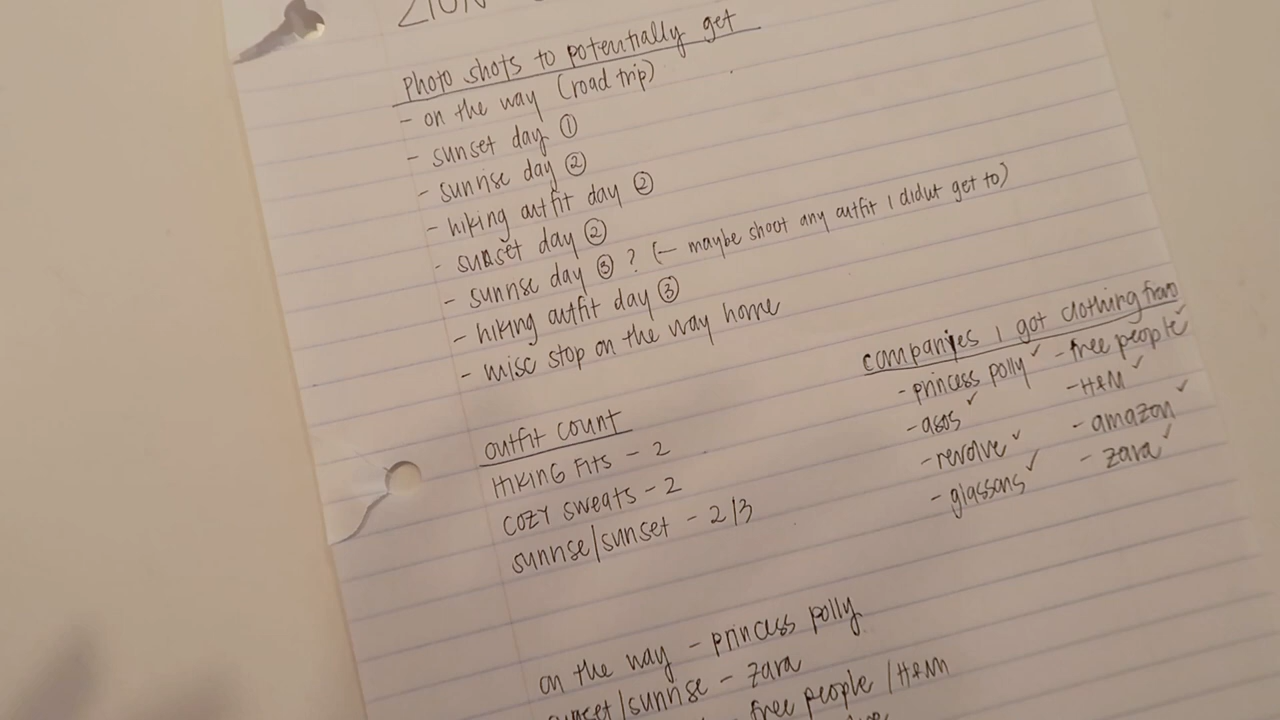 ZION
photo shots to potentially get
- on the way (road trip)
- sunset day ①
- sunrise day ②
- hiking outfit day ②
- sunset day ②
- sunrise day ③ ? (← maybe shoot any outfit i didnt get to)
- hiking outfit day ③
- misc stop on the way home
companies i got clothing from
- princess polly ✓ - free people ✓
- asos ✓ - H&M ✓
- revolve ✓ - amazon ✓
- glassons ✓ - zara ✓
outfit count
HIKING FITS - 2
COZY SWEATS - 2
sunrise/sunset - 2/3
on the way - princess polly
sunset/sunrise - zara
free people / H&M